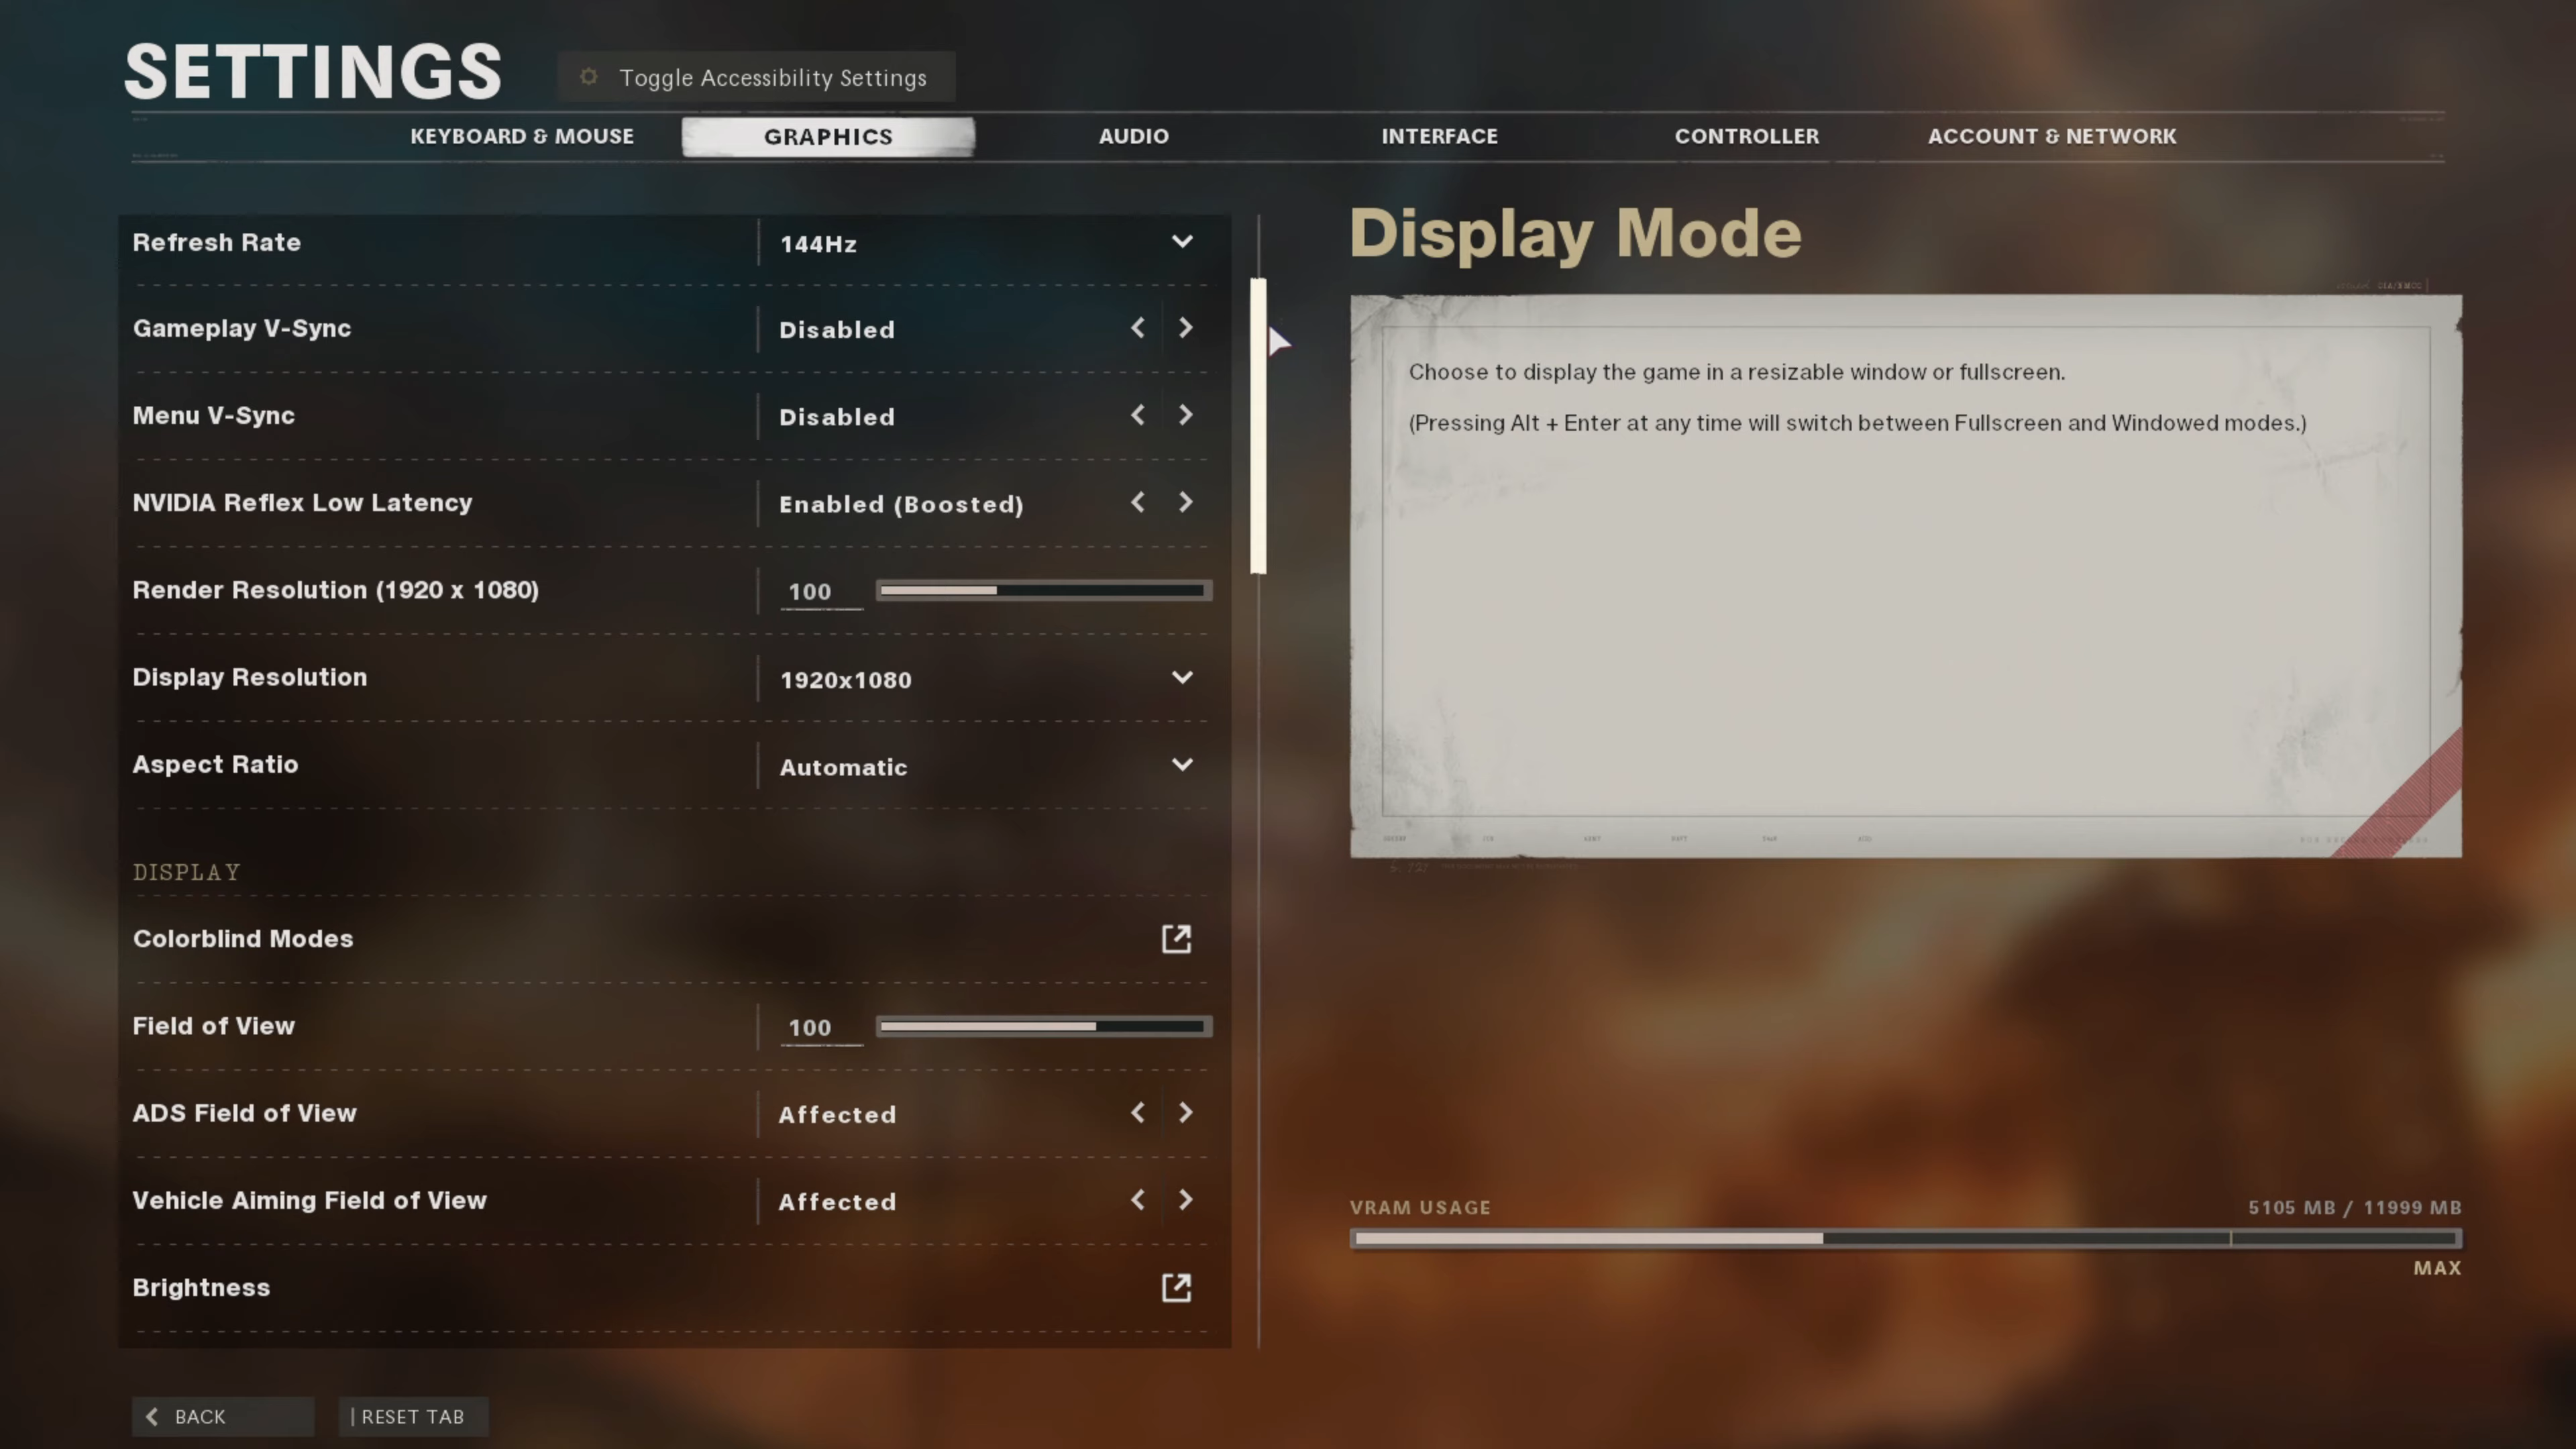 SETTINGS
Toggle Accessibility Settings
KEYBOARD & MOUSE
GRAPHICS
AUDIO
INTERFACE
CONTROLLER
ACCOUNT & NETWORK
Refresh Rate
144Hz
Gameplay V-Sync
Disabled
Menu V-Sync
Disabled
NVIDIA Reflex Low Latency
Enabled (Boosted)
Render Resolution (1920 x 1080)
100
Display Resolution
1920x1080
Aspect Ratio
Automatic
DISPLAY
Colorblind Modes
Field of View
100
ADS Field of View
Affected
Vehicle Aiming Field of View
Affected
Brightness
BACK
RESET TAB
Display Mode
Choose to display the game in a resizable window or fullscreen.
(Pressing Alt + Enter at any time will switch between Fullscreen and Windowed modes.)
VRAM USAGE
5105 MB / 11999 MB
MAX